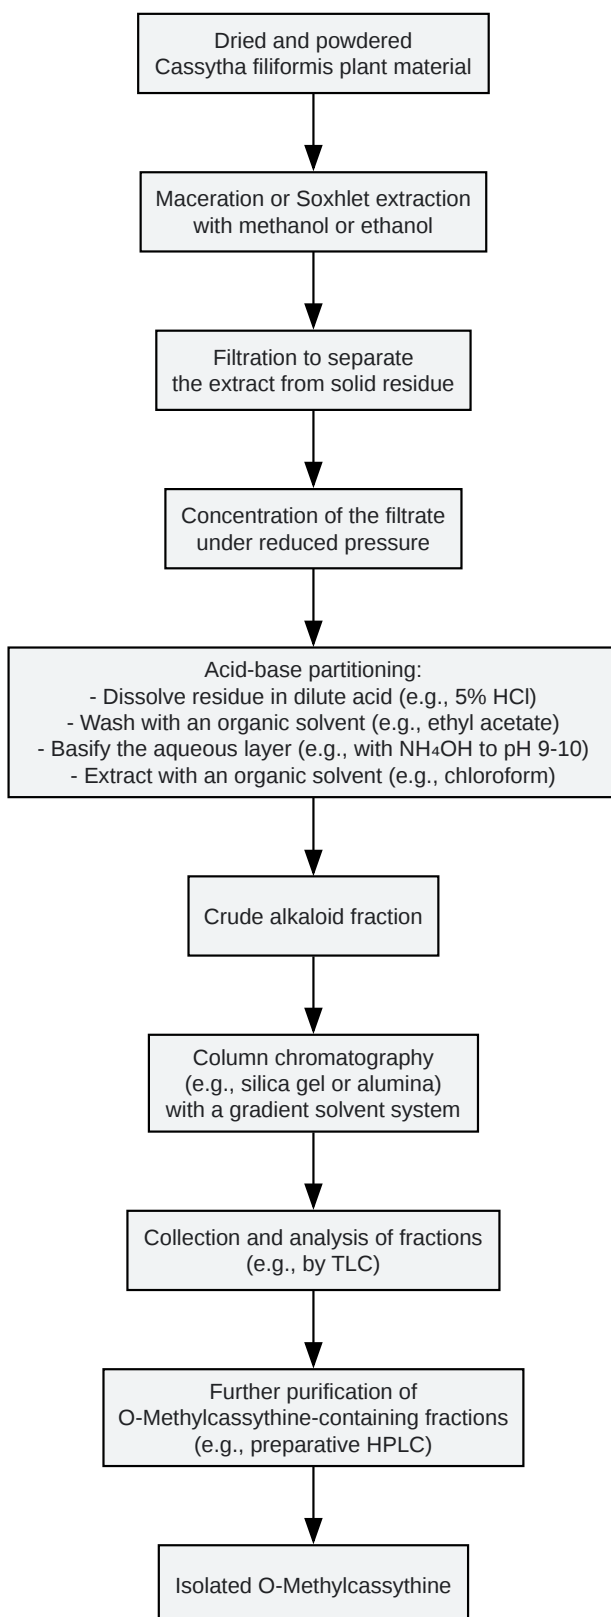 Dried and powdered
Cassytha filiformis plant material
Maceration or Soxhlet extraction
with methanol or ethanol
Filtration to separate
the extract from solid residue
Concentration of the filtrate
under reduced pressure
Acid-base partitioning:
- Dissolve residue in dilute acid (e.g., 5% HCl)
- Wash with an organic solvent (e.g., ethyl acetate)
- Basify the aqueous layer (e.g., with NH₄OH to pH 9-10)
- Extract with an organic solvent (e.g., chloroform)
Crude alkaloid fraction
Column chromatography
(e.g., silica gel or alumina)
with a gradient solvent system
Collection and analysis of fractions
(e.g., by TLC)
Further purification of
O-Methylcassythine-containing fractions
(e.g., preparative HPLC)
Isolated O-Methylcassythine